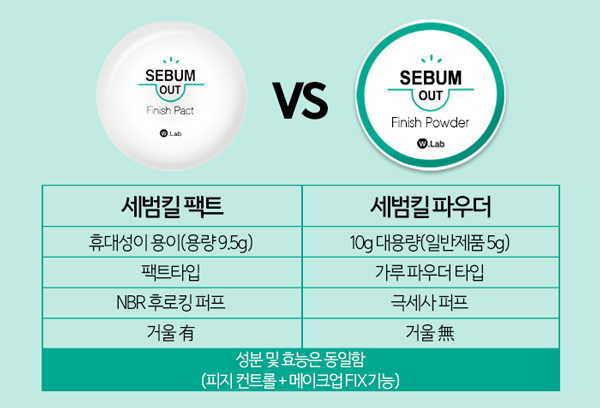 SEBUM
OUT
Finish Pact
W.Lab
VS
SEBUM
OUT
Finish Powder
W.Lab
세범킬 팩트
세범킬 파우더
휴대성이 용이(용량 9.5g)
10g 대용량(일반제품 5g)
팩트타입
가루 파우더 타입
NBR 후로킹 퍼프
극세사 퍼프
거울 有
거울 無
성분 및 효능은 동일함
(피지 컨트롤 + 메이크업 FIX 기능)